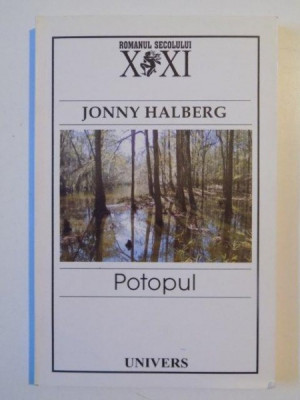 ROMANUL SECOLULUI
XXI
JONNY HALBERG
Potopul
UNIVERS